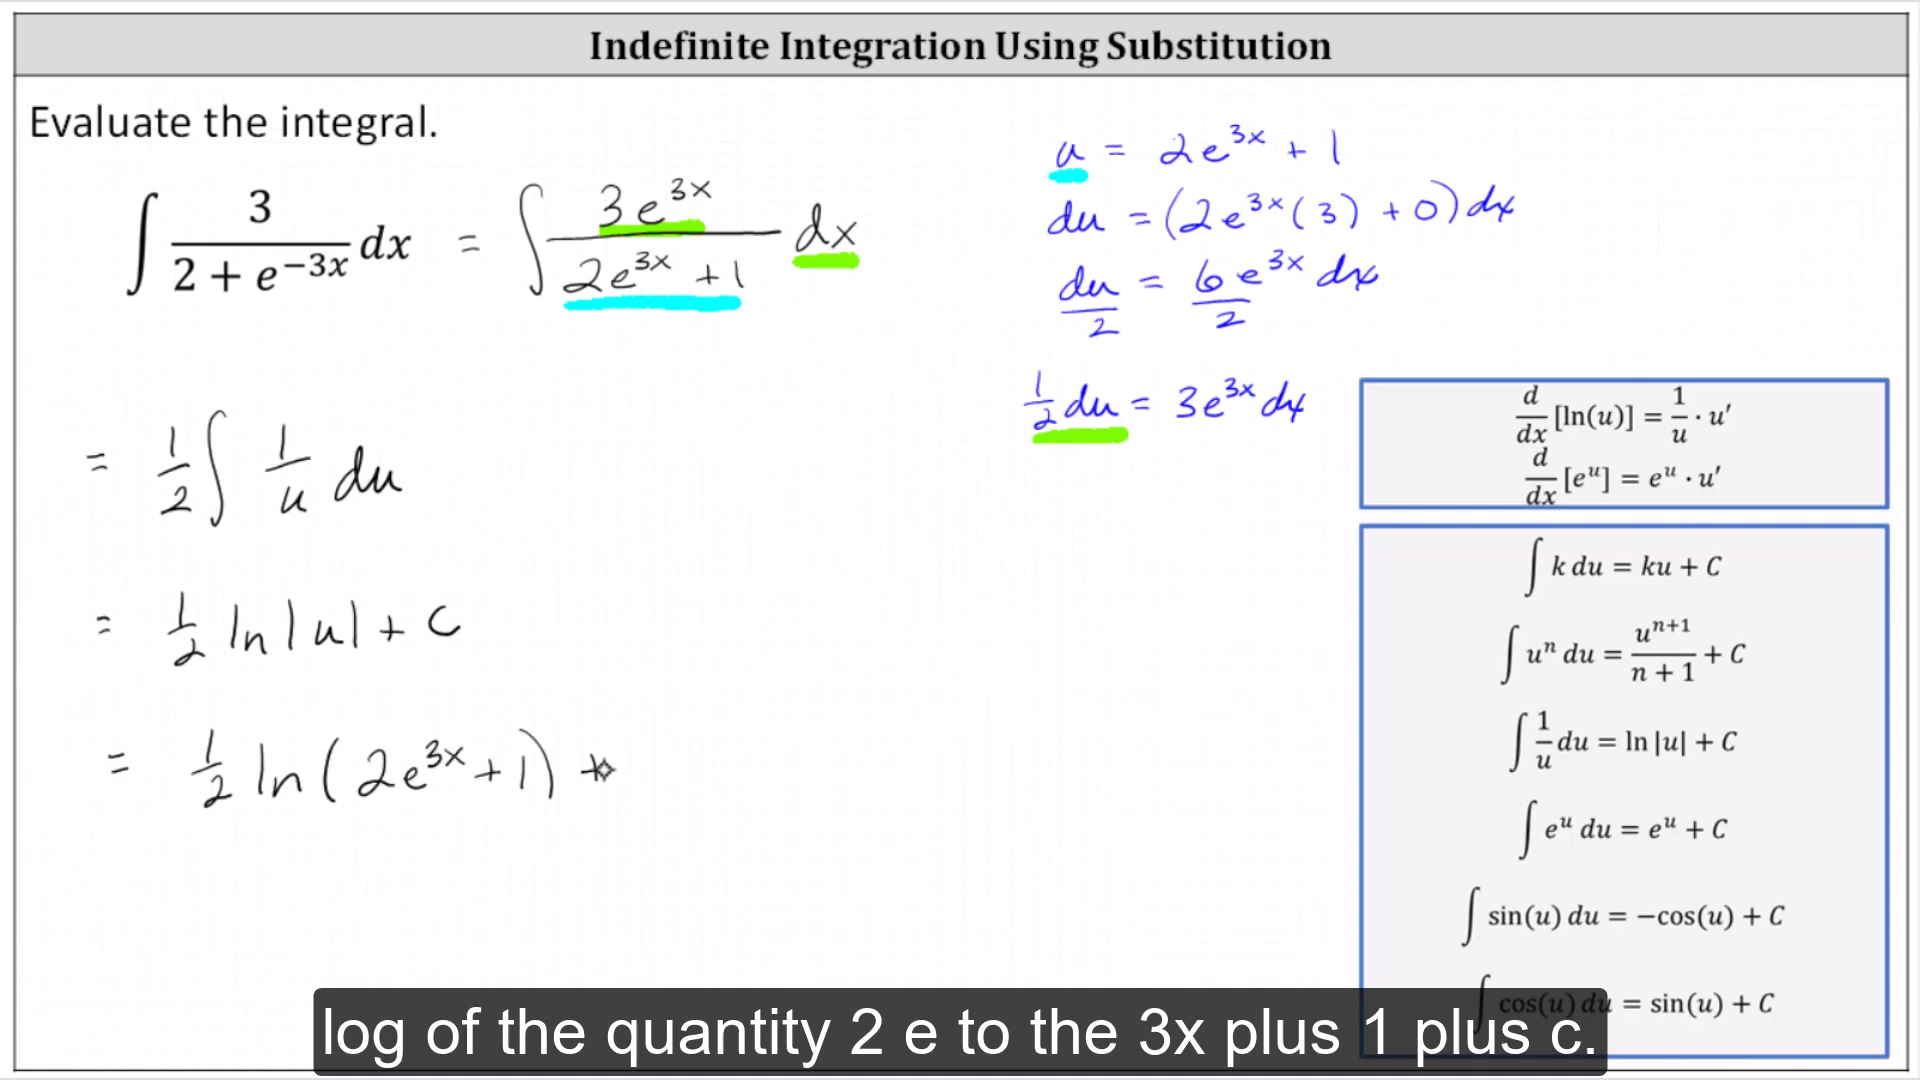 Indefinite Integration Using Substitution
Evaluate the integral.
∫ 3/(2 + e^{−3x}) dx = ∫ 3e^{3x}/(2e^{3x} + 1) dx
= 1/2 ∫ 1/u du
= 1/2 ln|u| + C
= 1/2 ln(2e^{3x} + 1) +
u = 2e^{3x} + 1
du = (2e^{3x}(3) + 0)dx
du/2 = 6e^{3x}/2 dx
1/2 du = 3e^{3x} dx
d/dx [ln(u)] = 1/u · u′
d/dx [e^u] = e^u · u′
∫ k du = ku + C
∫ u^n du = u^{n+1}/(n + 1) + C
∫ 1/u du = ln|u| + C
∫ e^u du = e^u + C
∫ sin(u) du = −cos(u) + C
∫ cos(u) du = sin(u) + C
log of the quantity 2 e to the 3x plus 1 plus c.